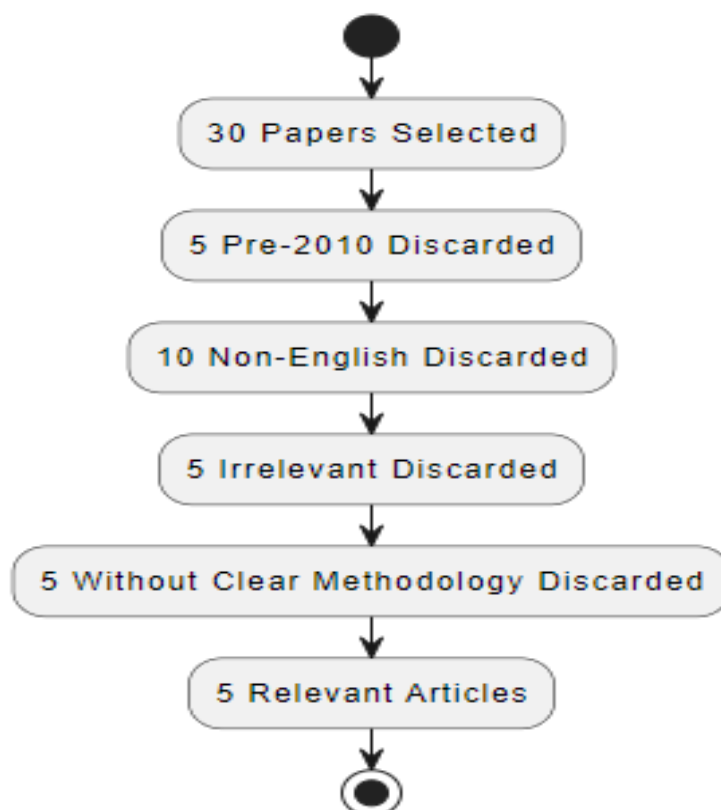 30 Papers Selected
5 Pre-2010 Discarded
10 Non-English Discarded
5 Irrelevant Discarded
5 Without Clear Methodology Discarded
5 Relevant Articles